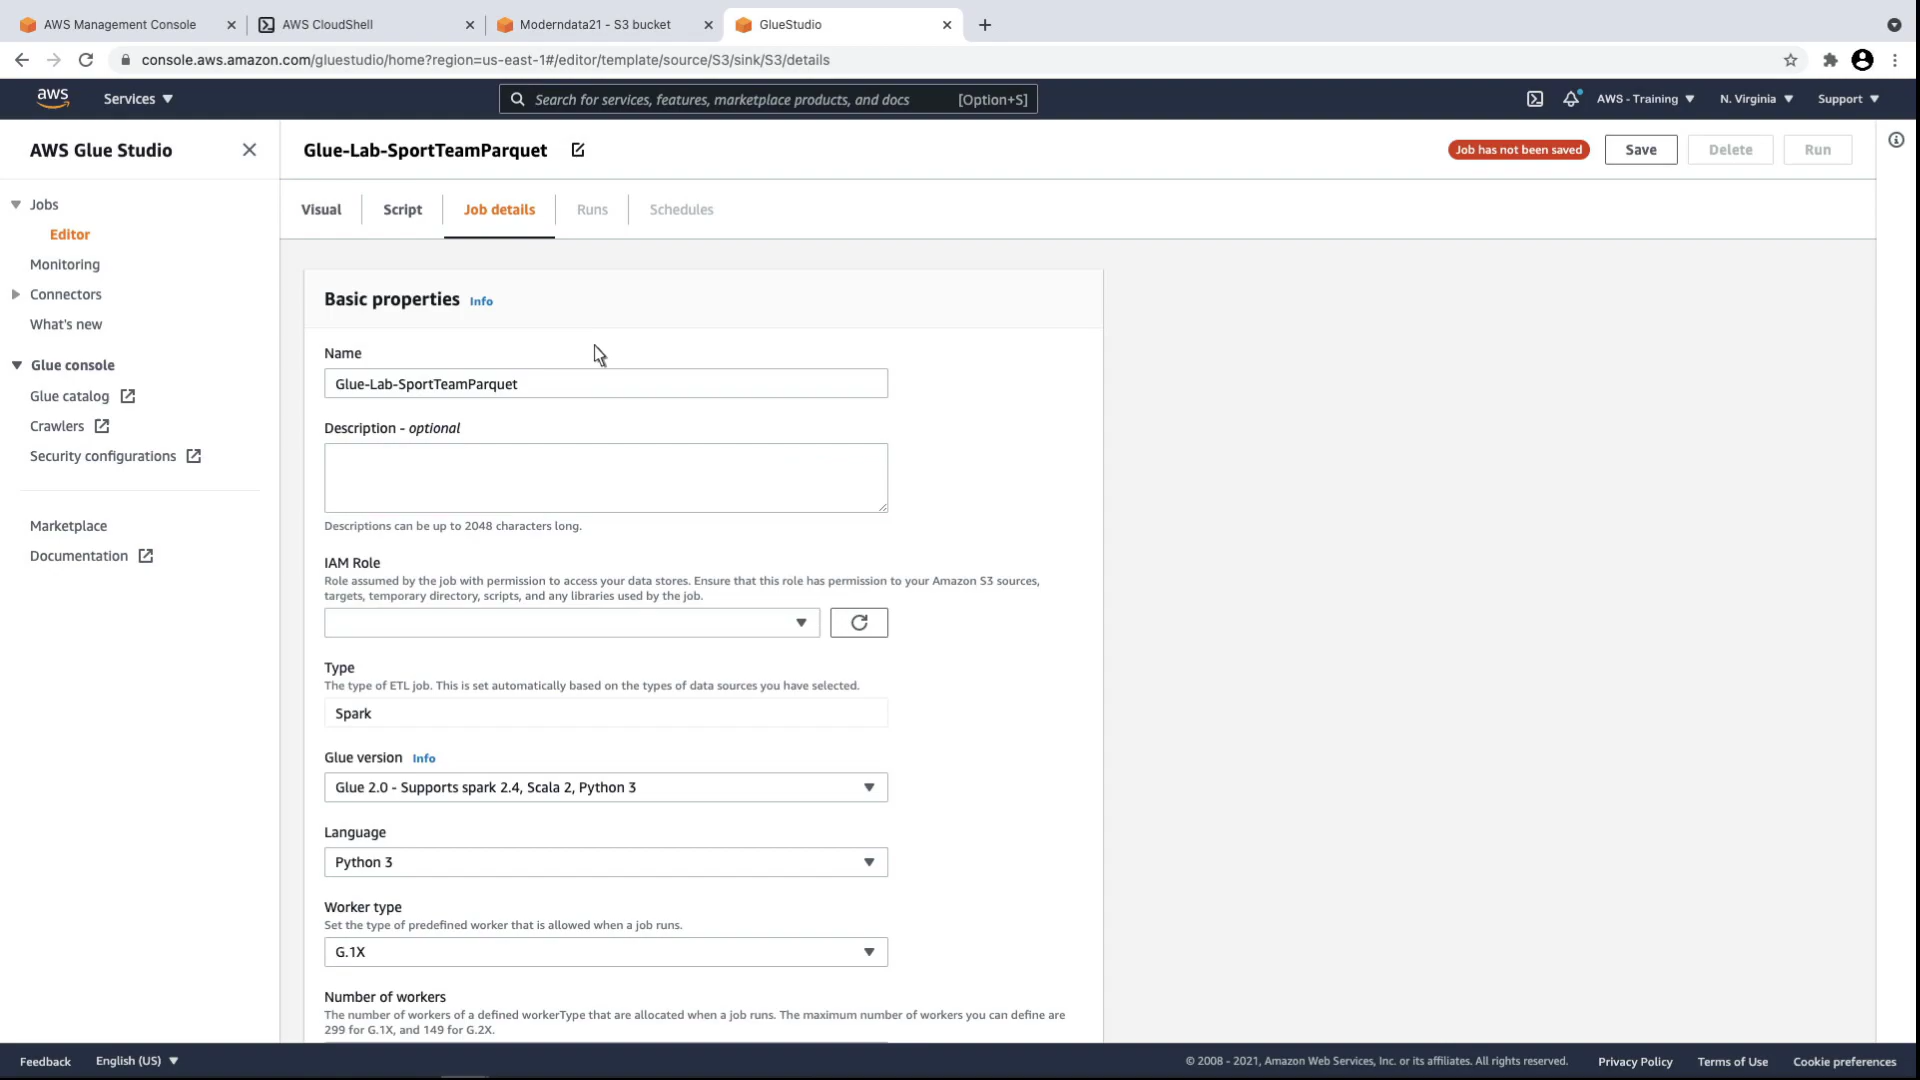 AWS Management Console
AWS CloudShell
Moderndata21 - S3 bucket
GlueStudio
console.aws.amazon.com/gluestudio/home?region=us-east-1#/editor/template/source/S3/sink/S3/details
aws
Services
Search for services, features, marketplace products, and docs
[Option+S]
AWS - Training
N. Virginia
Support
AWS Glue Studio
Glue-Lab-SportTeamParquet
Job has not been saved
Save
Delete
Run
Jobs
Editor
Monitoring
Connectors
What's new
Glue console
Glue catalog
Crawlers
Security configurations
Marketplace
Documentation
Visual
Script
Job details
Runs
Schedules
Basic properties Info
Name
Glue-Lab-SportTeamParquet
Description - optional
Descriptions can be up to 2048 characters long.
IAM Role
Role assumed by the job with permission to access your data stores. Ensure that this role has permission to your Amazon S3 sources,
targets, temporary directory, scripts, and any libraries used by the job.
Type
The type of ETL job. This is set automatically based on the types of data sources you have selected.
Spark
Glue version Info
Glue 2.0 - Supports spark 2.4, Scala 2, Python 3
Language
Python 3
Worker type
Set the type of predefined worker that is allowed when a job runs.
G.1X
Number of workers
The number of workers of a defined workerType that are allocated when a job runs. The maximum number of workers you can define are
299 for G.1X, and 149 for G.2X.
Feedback
English (US)
© 2008 - 2021, Amazon Web Services, Inc. or its affiliates. All rights reserved.
Privacy Policy
Terms of Use
Cookie preferences